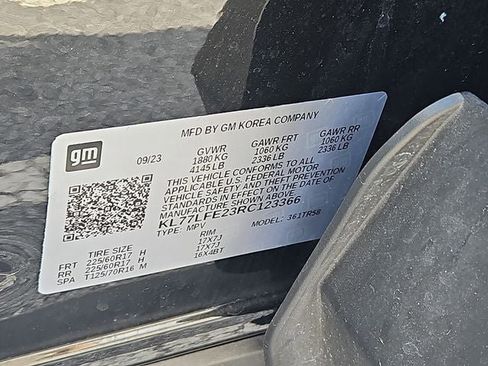 MFD BY GM KOREA COMPANY
gm 09/23 GVWR GAWR FRT GAWR RR
1880 KG 1060 KG 1060 KG
4145 LB 2336 LB 2336 LB
THIS VEHICLE CONFORMS TO ALL
APPLICABLE U.S. FEDERAL MOTOR
VEHICLE SAFETY AND THEFT PREVENTION
STANDARDS IN EFFECT ON THE DATE OF
MANUFACTURE SHOWN ABOVE.
KL77LFE23RC123366
TYPE: MPV MODEL: 361TR58
TIRE SIZE RIM
FRT 225/60R17 H 17X7J
RR 225/60R17 H 17X7J
SPA T125/70R16 M 16X4BT